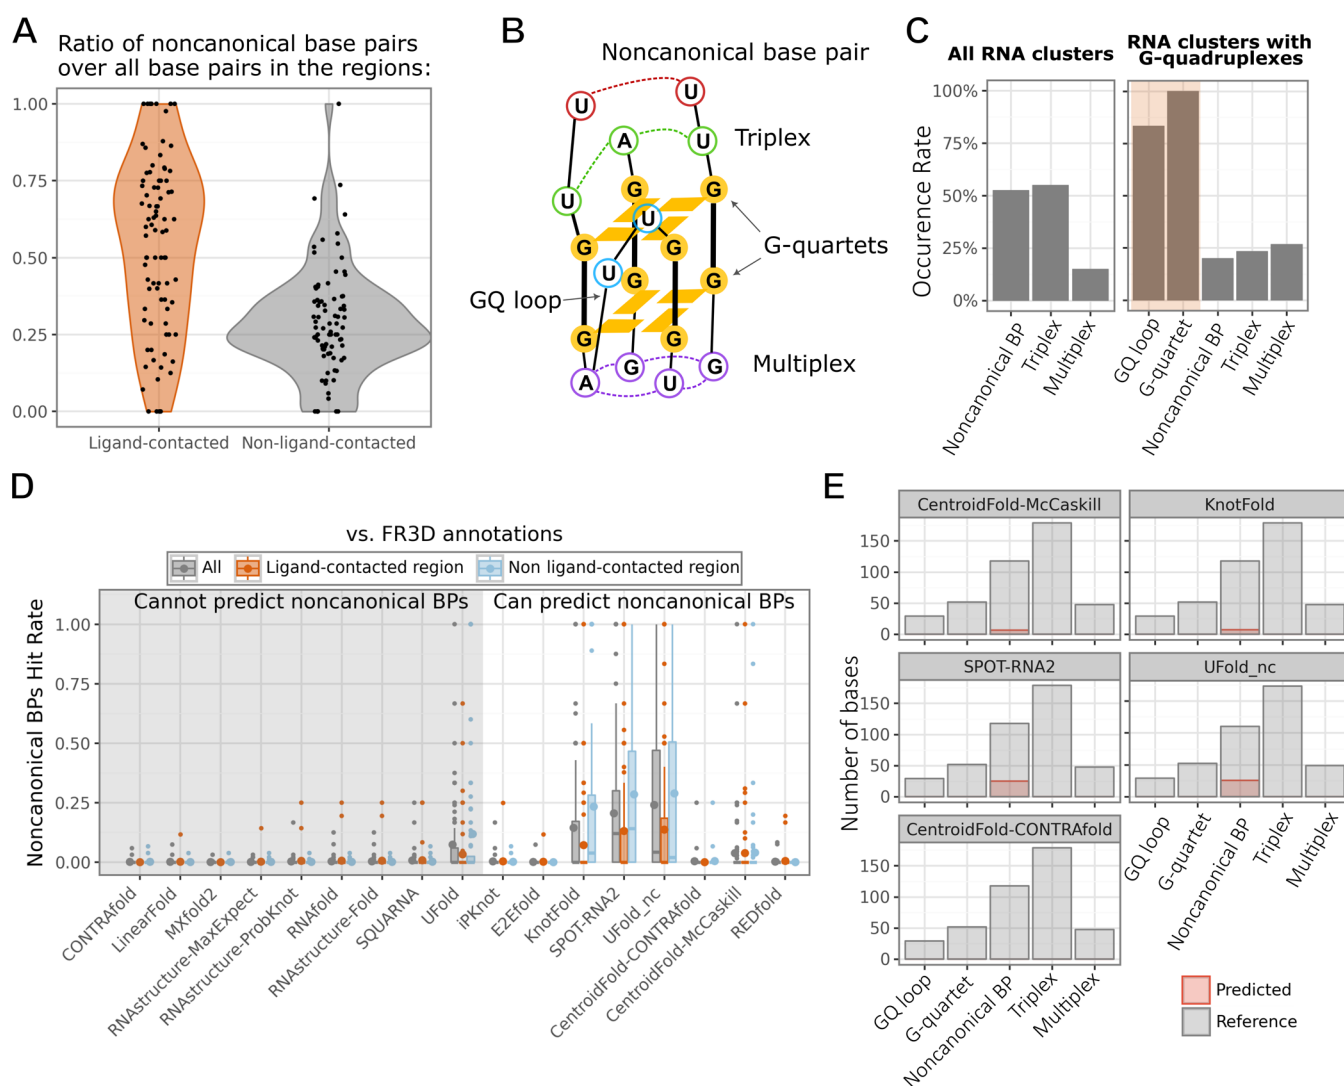 A
Ratio of noncanonical base pairs
over all base pairs in the regions:
1.00
0.75
0.50
0.25
0.00
Ligand-contacted
Non-ligand-contacted
B
Noncanonical base pair
U
U
A
U
Triplex
U
G
G
U
G
G
G-quartets
U
G
G
GQ loop
G
G
Multiplex
A
G
U
G
C
All RNA clusters
RNA clusters with
G-quadruplexes
Occurence Rate
100%
75%
50%
25%
0%
Noncanonical BP
Triplex
Multiplex
GQ loop
G-quartet
Noncanonical BP
Triplex
Multiplex
D
vs. FR3D annotations
All
Ligand-contacted region
Non ligand-contacted region
Cannot predict noncanonical BPs
Can predict noncanonical BPs
Noncanonical BPs Hit Rate
1.00
0.75
0.50
0.25
0.00
CONTRAfold
LinearFold
MXfold2
RNAstructure-MaxExpect
RNAstructure-ProbKnot
RNAfold
RNAstructure-Fold
SQUARNA
UFold
iPKnot
E2Efold
KnotFold
SPOT-RNA2
UFold_nc
CentroidFold-CONTRAfold
CentroidFold-McCaskill
REDfold
E
Number of bases
CentroidFold-McCaskill
150
100
50
0
KnotFold
SPOT-RNA2
150
100
50
0
UFold_nc
GQ loop
G-quartet
Noncanonical BP
Triplex
Multiplex
CentroidFold-CONTRAfold
150
100
50
0
GQ loop
G-quartet
Noncanonical BP
Triplex
Multiplex
Predicted
Reference